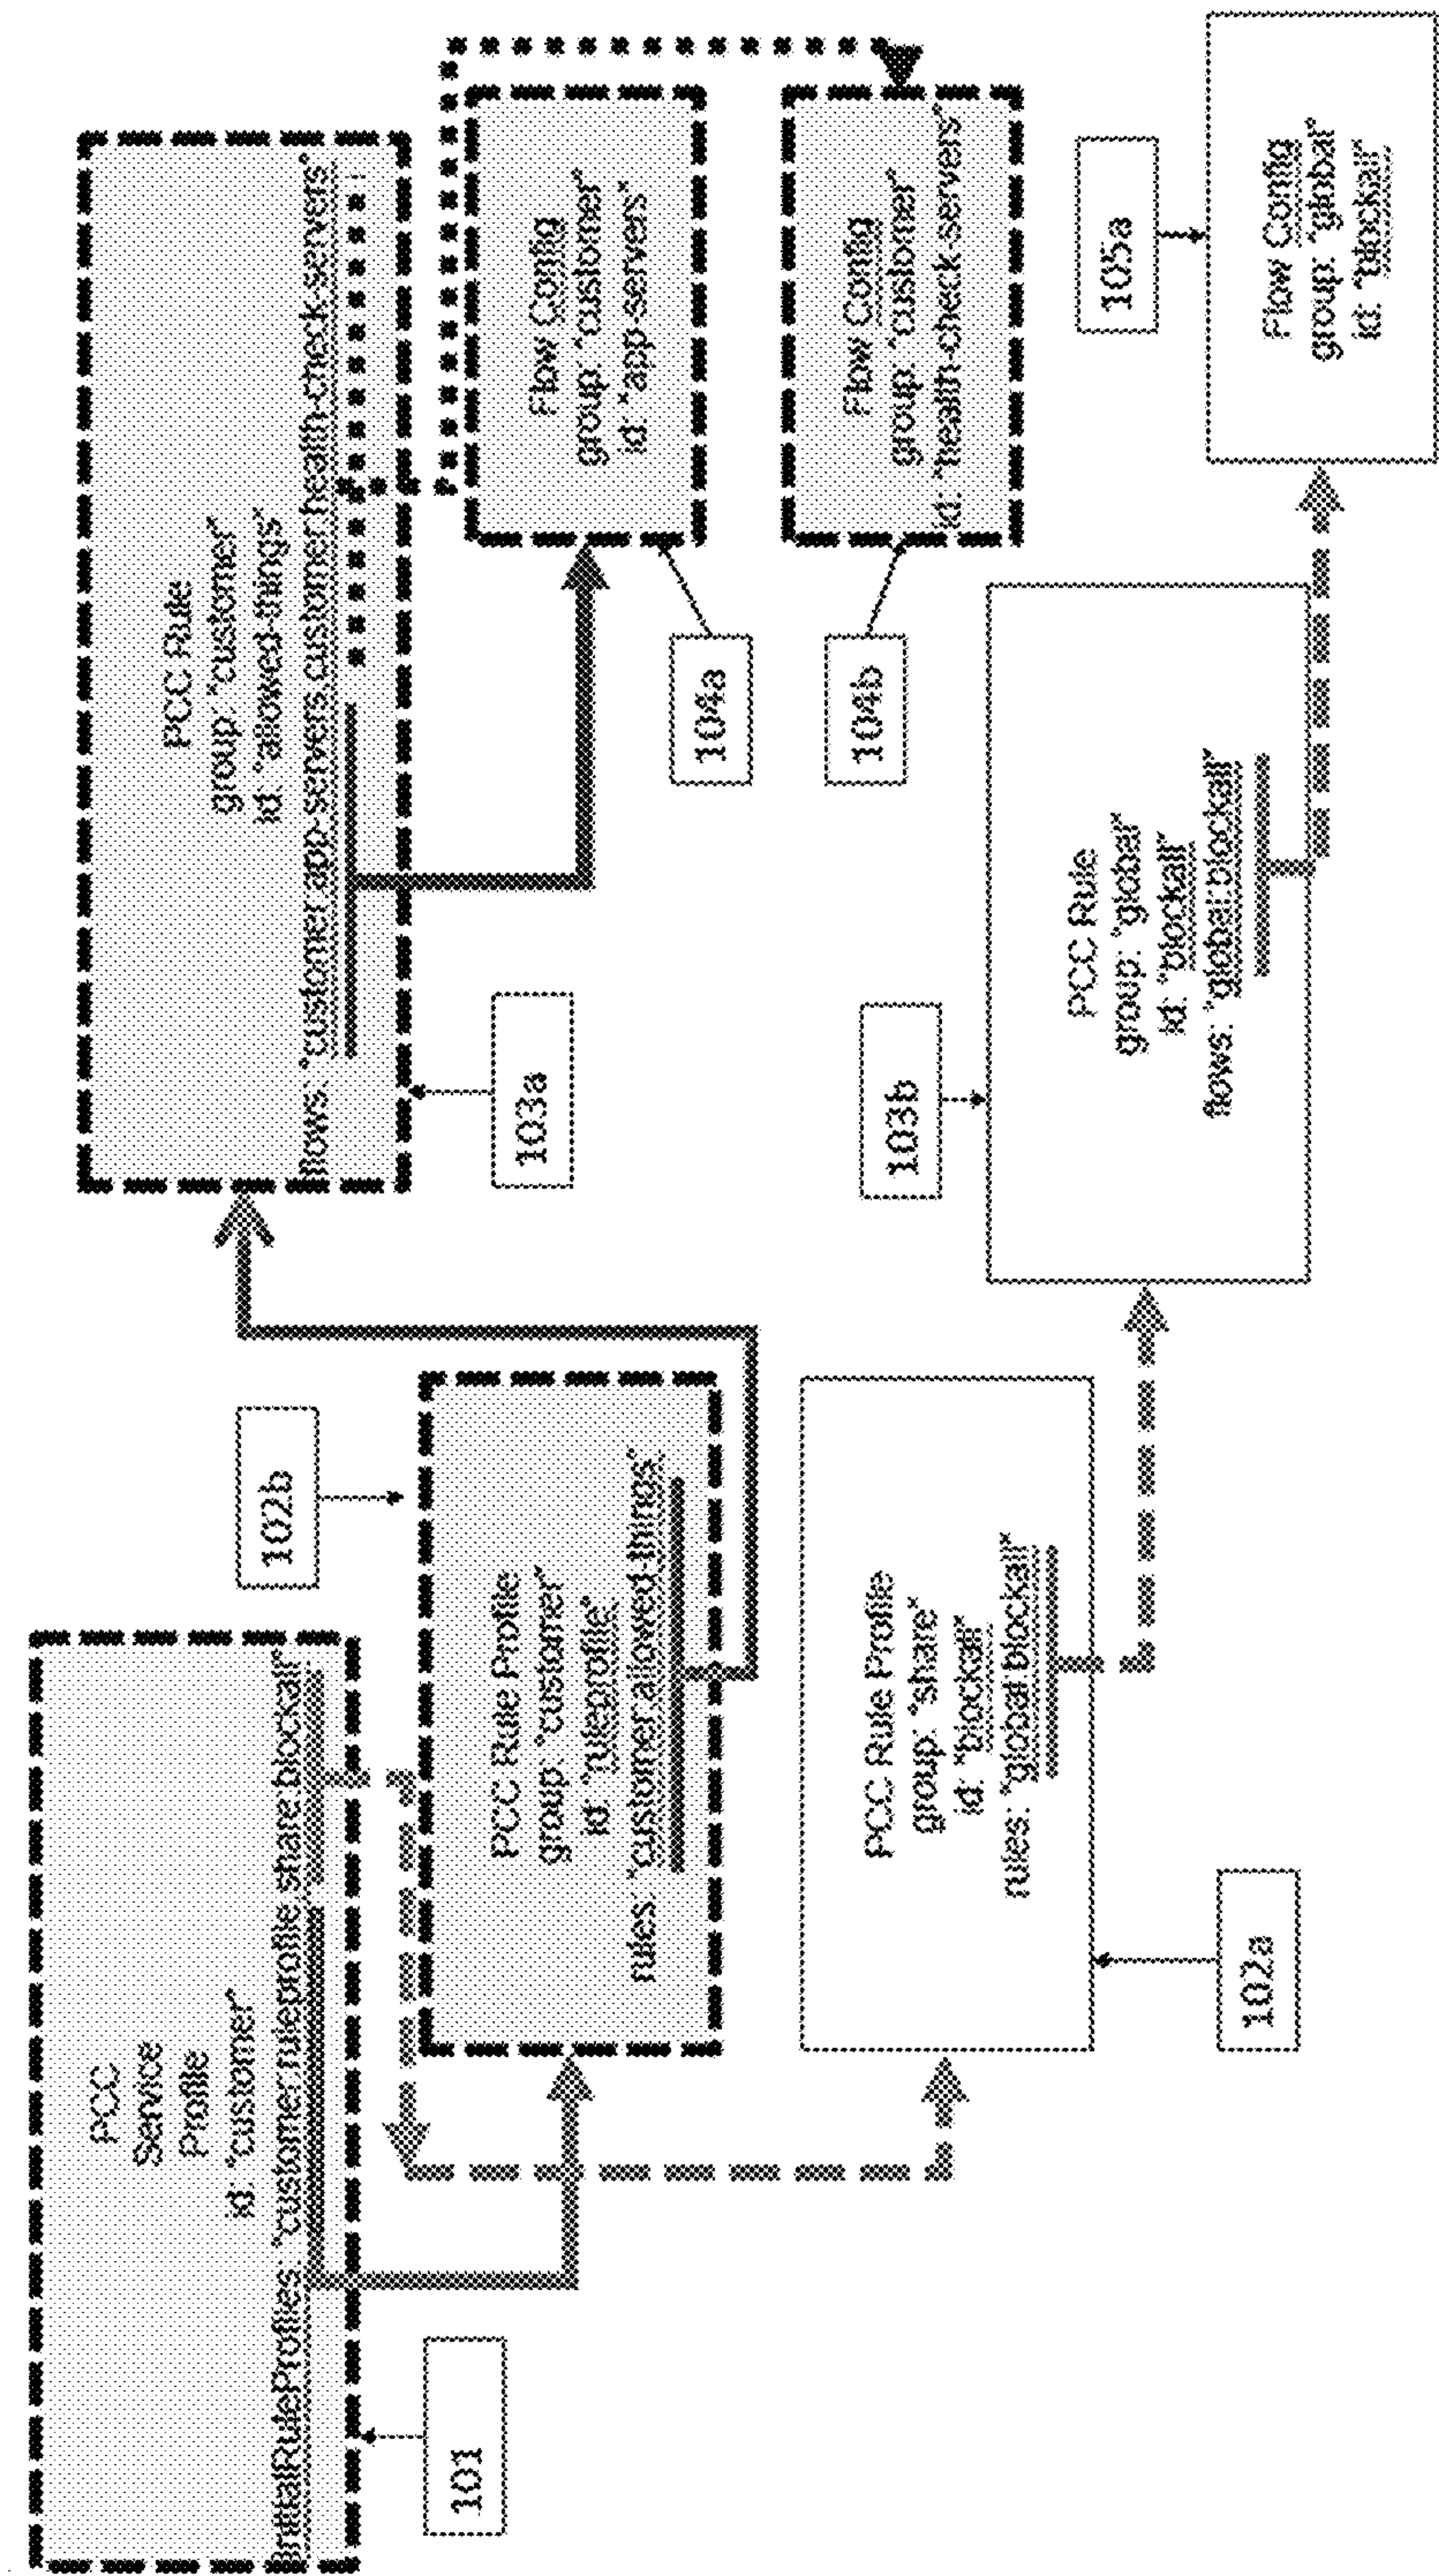 PCC
Service
Profile
id: "customer"
initialRuleProfiles: "customer:ruleprofile, share:blockall"
101
102b
PCC Rule Profile
group: "customer"
id: "ruleprofile"
rules: "customer:allowed-things"
PCC Rule Profile
group: "share"
id: "blockall"
rules: "global:blockall"
102a
PCC Rule
group: "customer"
id: "allowed-things"
flows: "customer:app-servers,customer:health-check-servers"
103a
103b
PCC Rule
group: "global"
id: "blockall"
flows: "global:blockall"
Flow Config
group: "customer"
id: "app-servers"
104a
Flow Config
group: "customer"
id: "health-check-servers"
104b
105a
Flow Config
group: "global"
id: "blockall"